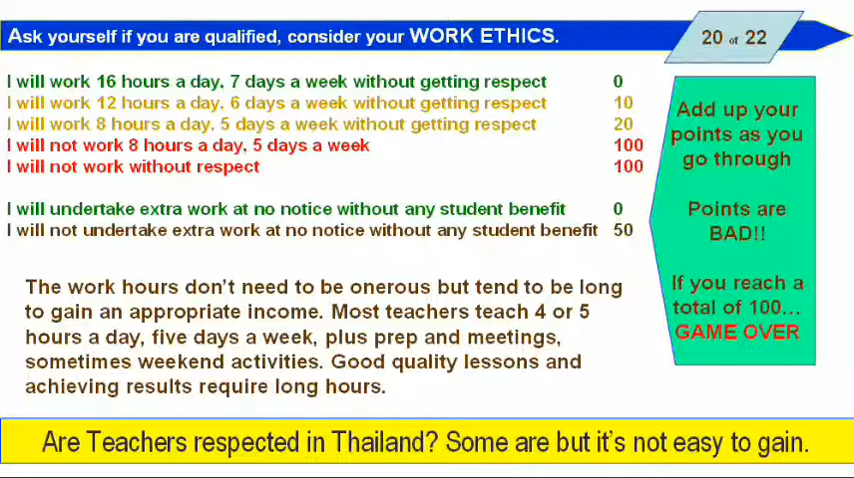 Ask yourself if you are qualified, consider your WORK ETHICS.
20 of 22
I will work 16 hours a day, 7 days a week without getting respect 0
I will work 12 hours a day, 6 days a week without getting respect 10
I will work 8 hours a day, 5 days a week without getting respect 20
I will not work 8 hours a day, 5 days a week 100
I will not work without respect 100
I will undertake extra work at no notice without any student benefit 0
I will not undertake extra work at no notice without any student benefit 50
Add up your
points as you
go through
Points are
BAD!!
If you reach a
total of 100...
GAME OVER
The work hours don't need to be onerous but tend to be long
to gain an appropriate income. Most teachers teach 4 or 5
hours a day, five days a week, plus prep and meetings,
sometimes weekend activities. Good quality lessons and
achieving results require long hours.
Are Teachers respected in Thailand? Some are but it's not easy to gain.